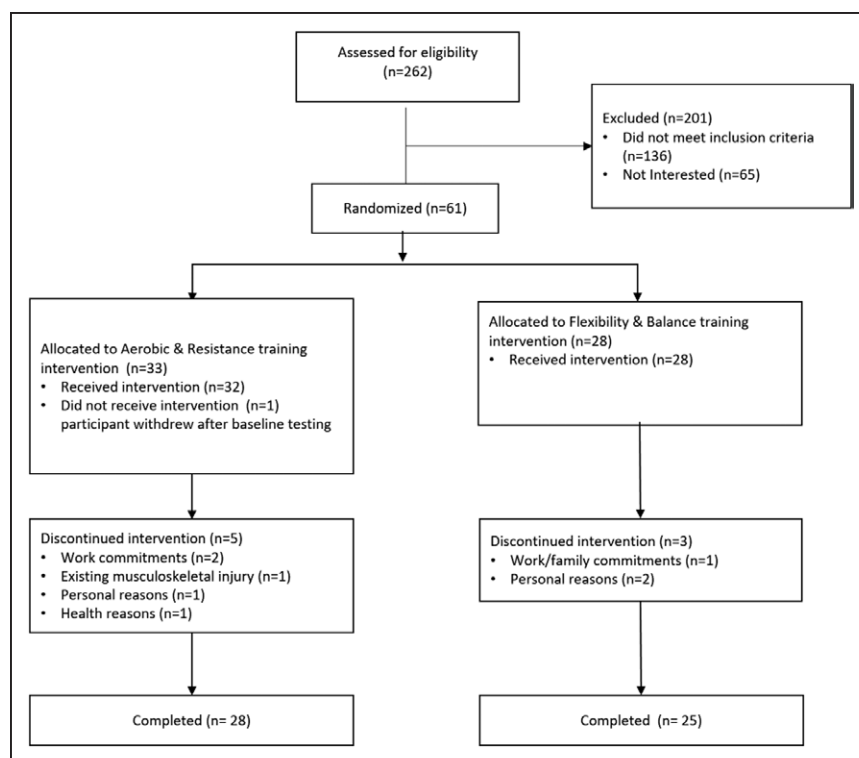 Assessed for eligibility
(n=262)
Excluded (n=201)
• Did not meet inclusion criteria
(n=136)
• Not Interested (n=65)
Randomized (n=61)
Allocated to Aerobic & Resistance training
intervention (n=33)
• Received intervention (n=32)
• Did not receive intervention (n=1)
participant withdrew after baseline testing
Allocated to Flexibility & Balance training
intervention (n=28)
• Received intervention (n=28)
Discontinued intervention (n=5)
• Work commitments (n=2)
• Existing musculoskeletal injury (n=1)
• Personal reasons (n=1)
• Health reasons (n=1)
Discontinued intervention (n=3)
• Work/family commitments (n=1)
• Personal reasons (n=2)
Completed (n= 28)
Completed (n= 25)